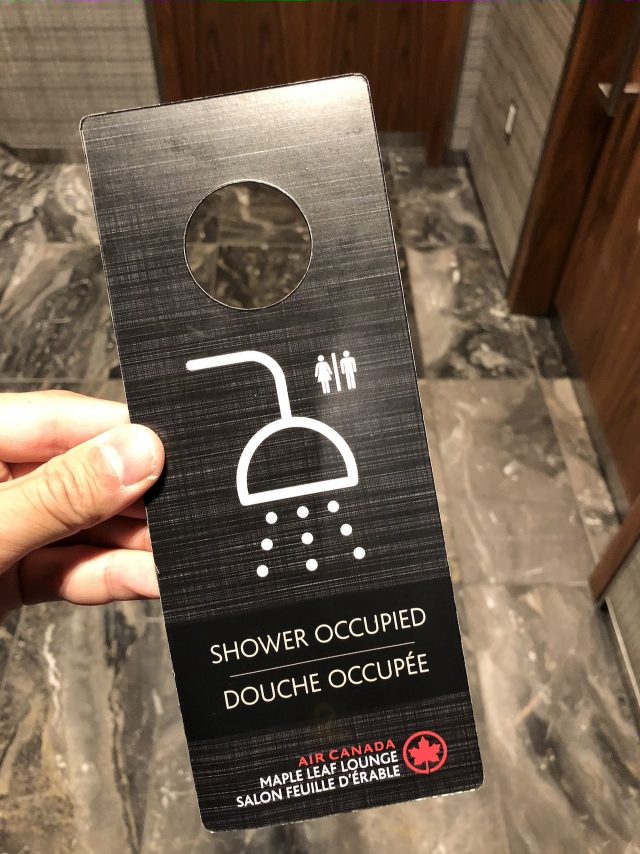 SHOWER OCCUPIED
DOUCHE OCCUPÉE
AIR CANADA
MAPLE LEAF LOUNGE
SALON FEUILLE D'ÉRABLE